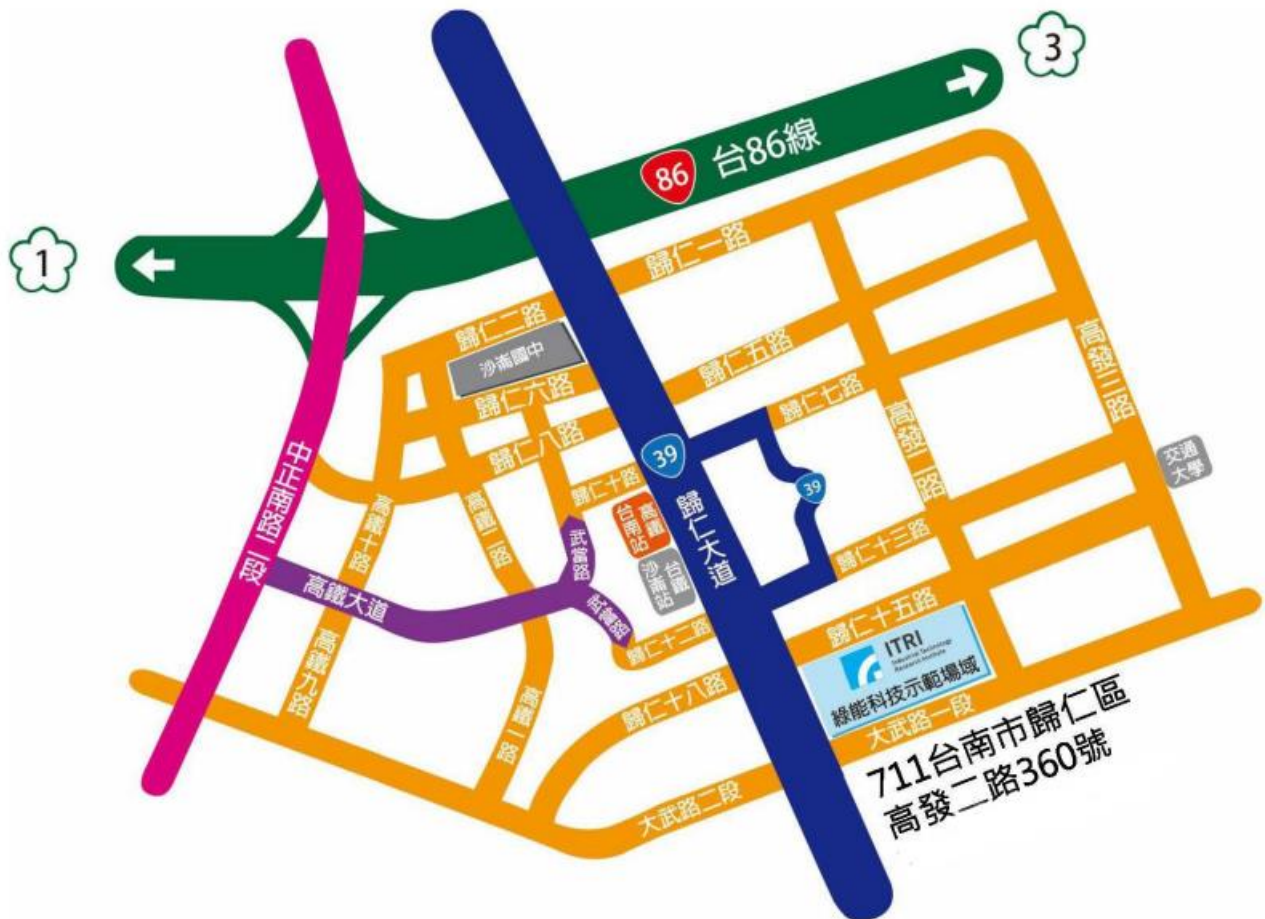 3
86
台86線
1
歸仁一路
歸仁二路
沙崙國中
歸仁六路
歸仁五路
歸仁八路
歸仁七路
高發三路
高發二路
中正南路二段
39
39
歸仁十路
交通
大學
高鐵
台南站
歸仁大道
高鐵十路
高鐵二路
武當路
台鐵
沙崙站
歸仁十三路
高鐵大道
武當路
歸仁十二路
歸仁十五路
ITRI
Industrial Technology
Research Institute
綠能科技示範場域
高鐵九路
高鐵一路
歸仁十八路
大武路一段
大武路二段
711台南市歸仁區
高發二路360號